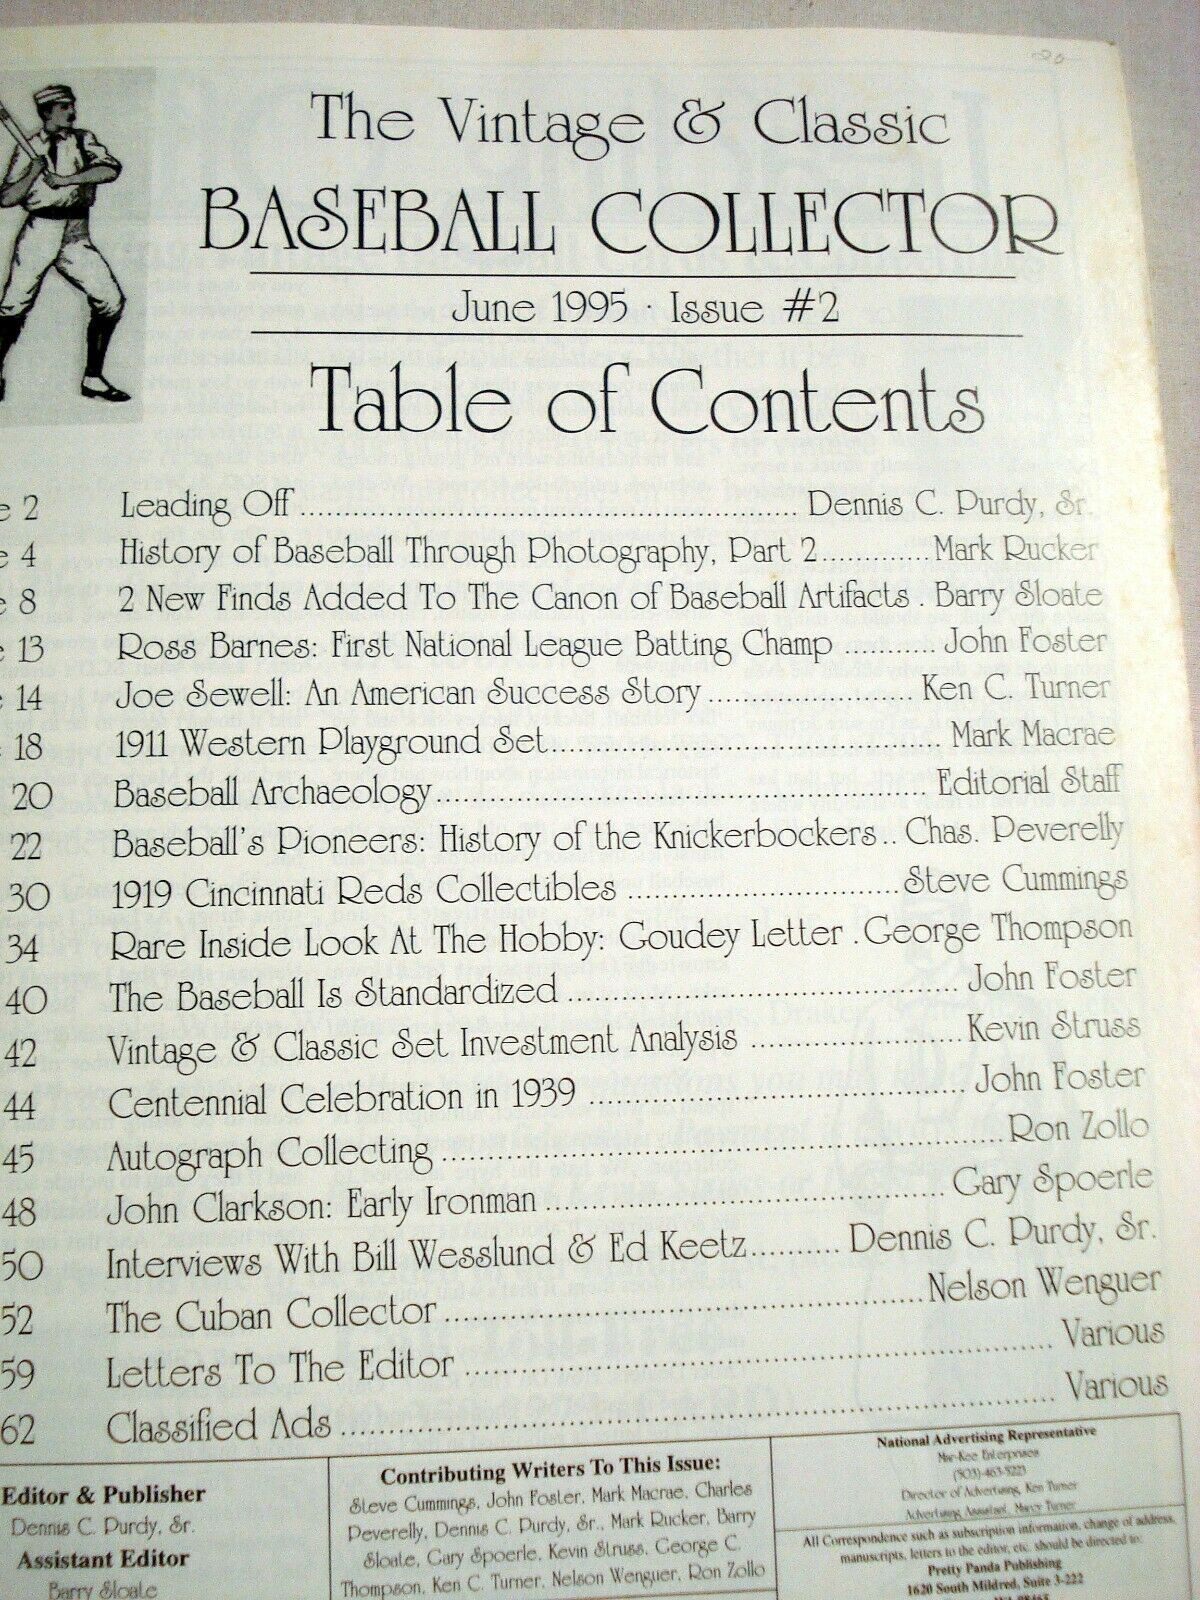 The Vintage & Classic
BASEBALL COLLECTOR
June 1995 · Issue #2
Table of Contents
e 2 Leading Off ........ Dennis C. Purdy, Sr.
e 4 History of Baseball Through Photography, Part 2 ........ Mark Rucker
e 8 2 New Finds Added To The Canon of Baseball Artifacts . Barry Sloate
e 13 Ross Barnes: First National League Batting Champ ........ John Foster
e 14 Joe Sewell: An American Success Story ........ Ken C. Turner
18 1911 Western Playground Set ........ Mark Macrae
20 Baseball Archaeology ........ Editorial Staff
22 Baseball's Pioneers: History of the Knickerbockers .. Chas. Peverelly
30 1919 Cincinnati Reds Collectibles ........ Steve Cummings
34 Rare Inside Look At The Hobby: Goudey Letter . George Thompson
40 The Baseball Is Standardized ........ John Foster
42 Vintage & Classic Set Investment Analysis ........ Kevin Struss
44 Centennial Celebration in 1939 ........ John Foster
45 Autograph Collecting ........ Ron Zollo
48 John Clarkson: Early Ironman ........ Gary Spoerle
50 Interviews With Bill Wesslund & Ed Keetz ........ Dennis C. Purdy, Sr.
52 The Cuban Collector ........ Nelson Wenguer
59 Letters To The Editor ........ Various
62 Classified Ads ........ Various
Editor & Publisher
Dennis C. Purdy, Sr.
Assistant Editor
Barry Sloate
Contributing Writers To This Issue:
Steve Cummings, John Foster, Mark Macrae, Charles
Peverelly, Dennis C. Purdy, Sr., Mark Rucker, Barry
Sloate, Gary Spoerle, Kevin Struss, George C.
Thompson, Ken C. Turner, Nelson Wenguer, Ron Zollo
National Advertising Representative
Enterprises
(503)-463-5223
Director of Advertising, Ken Turner
Advertising Assistant, Marcy Turner
All Correspondence such as subscription information, change of address,
manuscripts, letters to the editor, etc. should be directed to:
Pretty Panda Publishing
1620 South Mildred, Suite 3-222